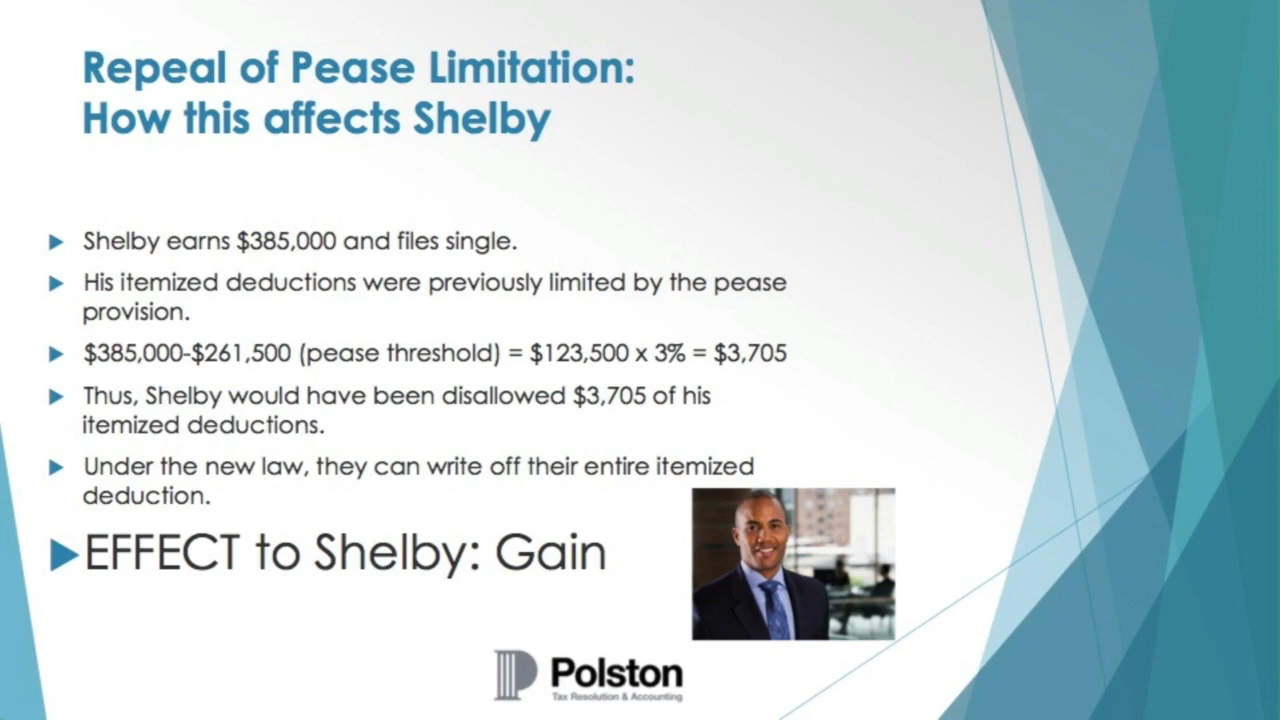 Repeal of Pease Limitation:
How this affects Shelby
Shelby earns $385,000 and files single.
His itemized deductions were previously limited by the pease
provision.
$385,000-$261,500 (pease threshold) = $123,500 x 3% = $3,705
Thus, Shelby would have been disallowed $3,705 of his
itemized deductions.
Under the new law, they can write off their entire itemized
deduction.
EFFECT to Shelby: Gain
Polston
Tax Resolution & Accounting